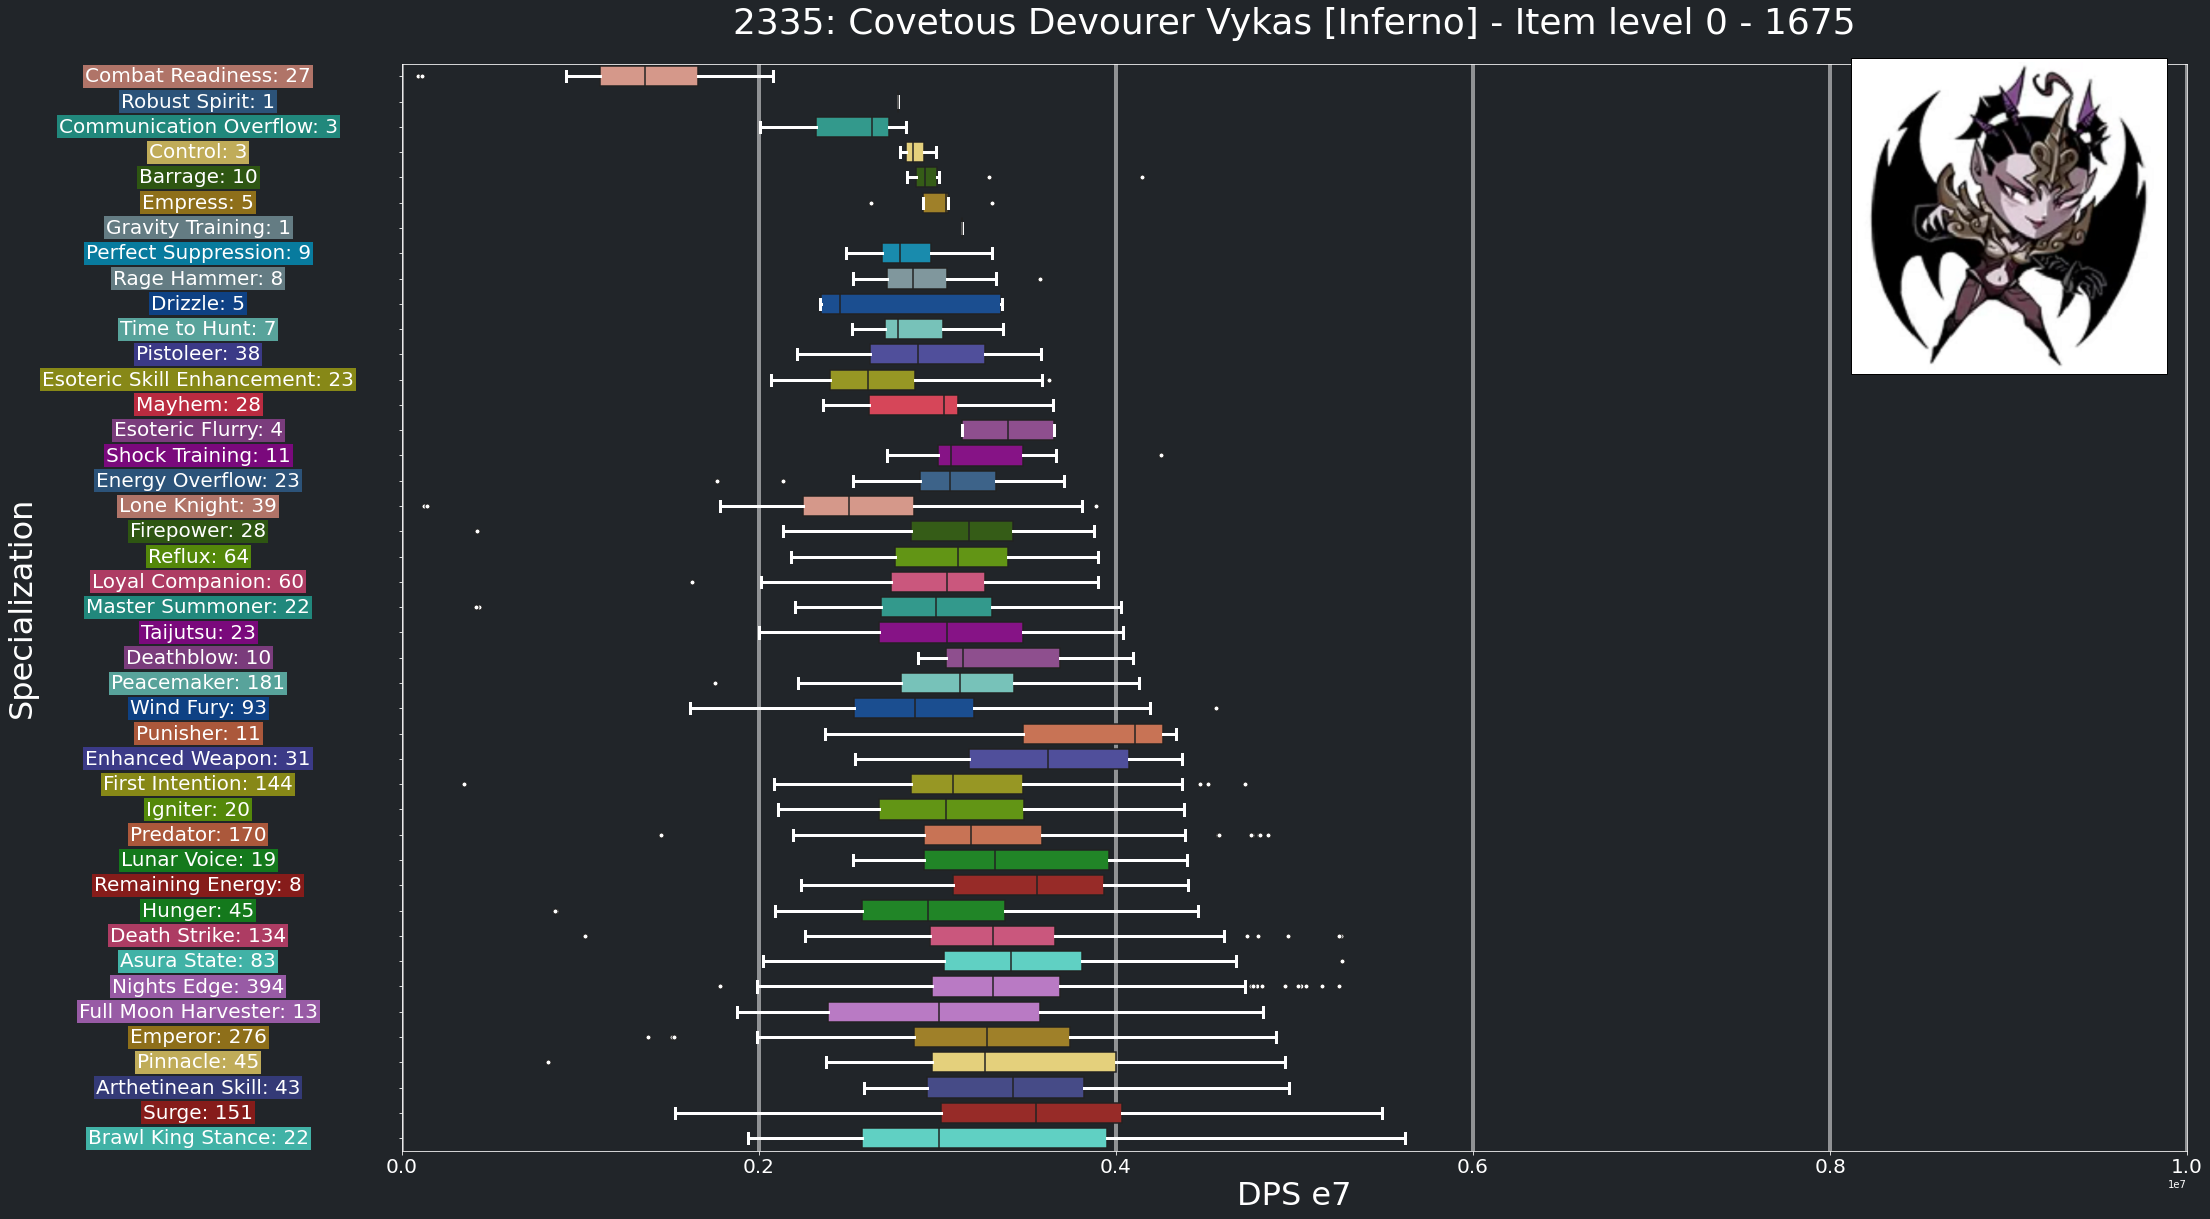 2335: Covetous Devourer Vykas [Inferno] - Item level 0 - 1675
Specialization
Combat Readiness: 27
Robust Spirit: 1
Communication Overflow: 3
Control: 3
Barrage: 10
Empress: 5
Gravity Training: 1
Perfect Suppression: 9
Rage Hammer: 8
Drizzle: 5
Time to Hunt: 7
Pistoleer: 38
Esoteric Skill Enhancement: 23
Mayhem: 28
Esoteric Flurry: 4
Shock Training: 11
Energy Overflow: 23
Lone Knight: 39
Firepower: 28
Reflux: 64
Loyal Companion: 60
Master Summoner: 22
Taijutsu: 23
Deathblow: 10
Peacemaker: 181
Wind Fury: 93
Punisher: 11
Enhanced Weapon: 31
First Intention: 144
Igniter: 20
Predator: 170
Lunar Voice: 19
Remaining Energy: 8
Hunger: 45
Death Strike: 134
Asura State: 83
Nights Edge: 394
Full Moon Harvester: 13
Emperor: 276
Pinnacle: 45
Arthetinean Skill: 43
Surge: 151
Brawl King Stance: 22
0.0 0.2 0.4 0.6 0.8 1.0
1e7
DPS e7